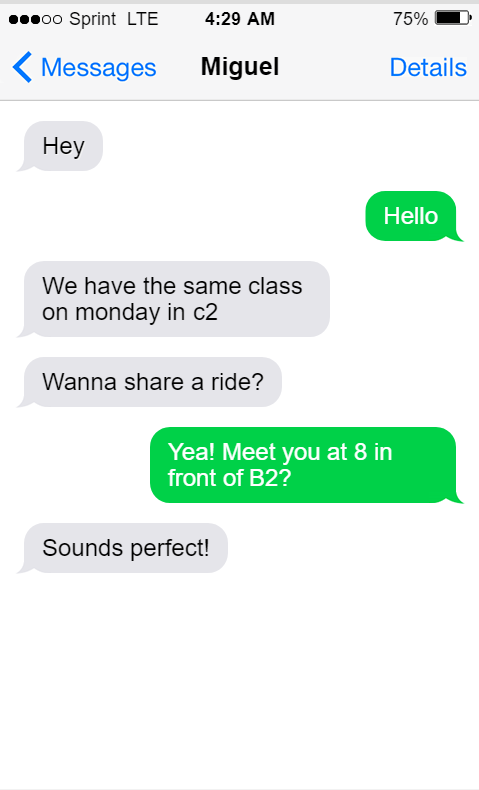 Sprint LTE 4:29 AM 75%
Messages Miguel Details
Hey
Hello
We have the same class
on monday in c2
Wanna share a ride?
Yea! Meet you at 8 in
front of B2?
Sounds perfect!